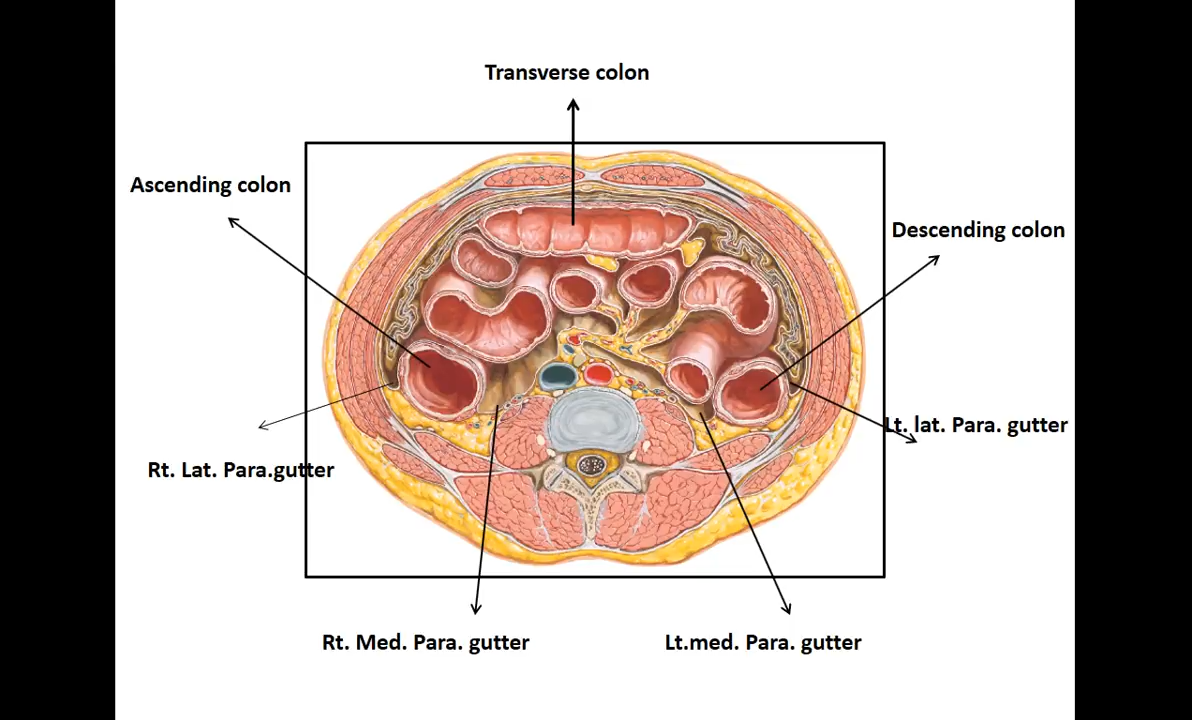 Transverse colon
Ascending colon
Descending colon
Lt. lat. Para. gutter
Rt. Lat. Para.gutter
Rt. Med. Para. gutter
Lt.med. Para. gutter